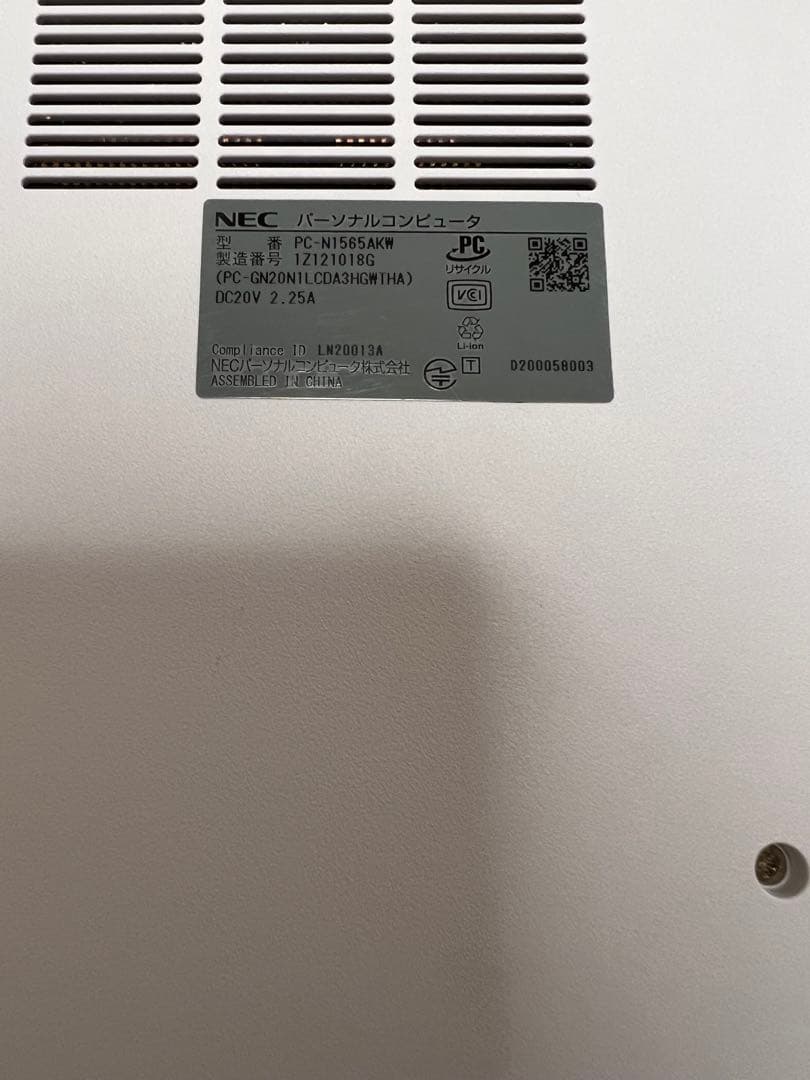 NEC パーソナルコンピュータ
型 番 PC-N1565AKW
製造番号 1Z121018G
(PC-GN20N1LCDA3HGWTHA)
DC20V 2.25A
PC
リサイクル
VCCI
Li-ion
Compliance ID LN20013A
NECパーソナルコンピュータ株式会社
ASSEMBLED IN CHINA
T
D200058003